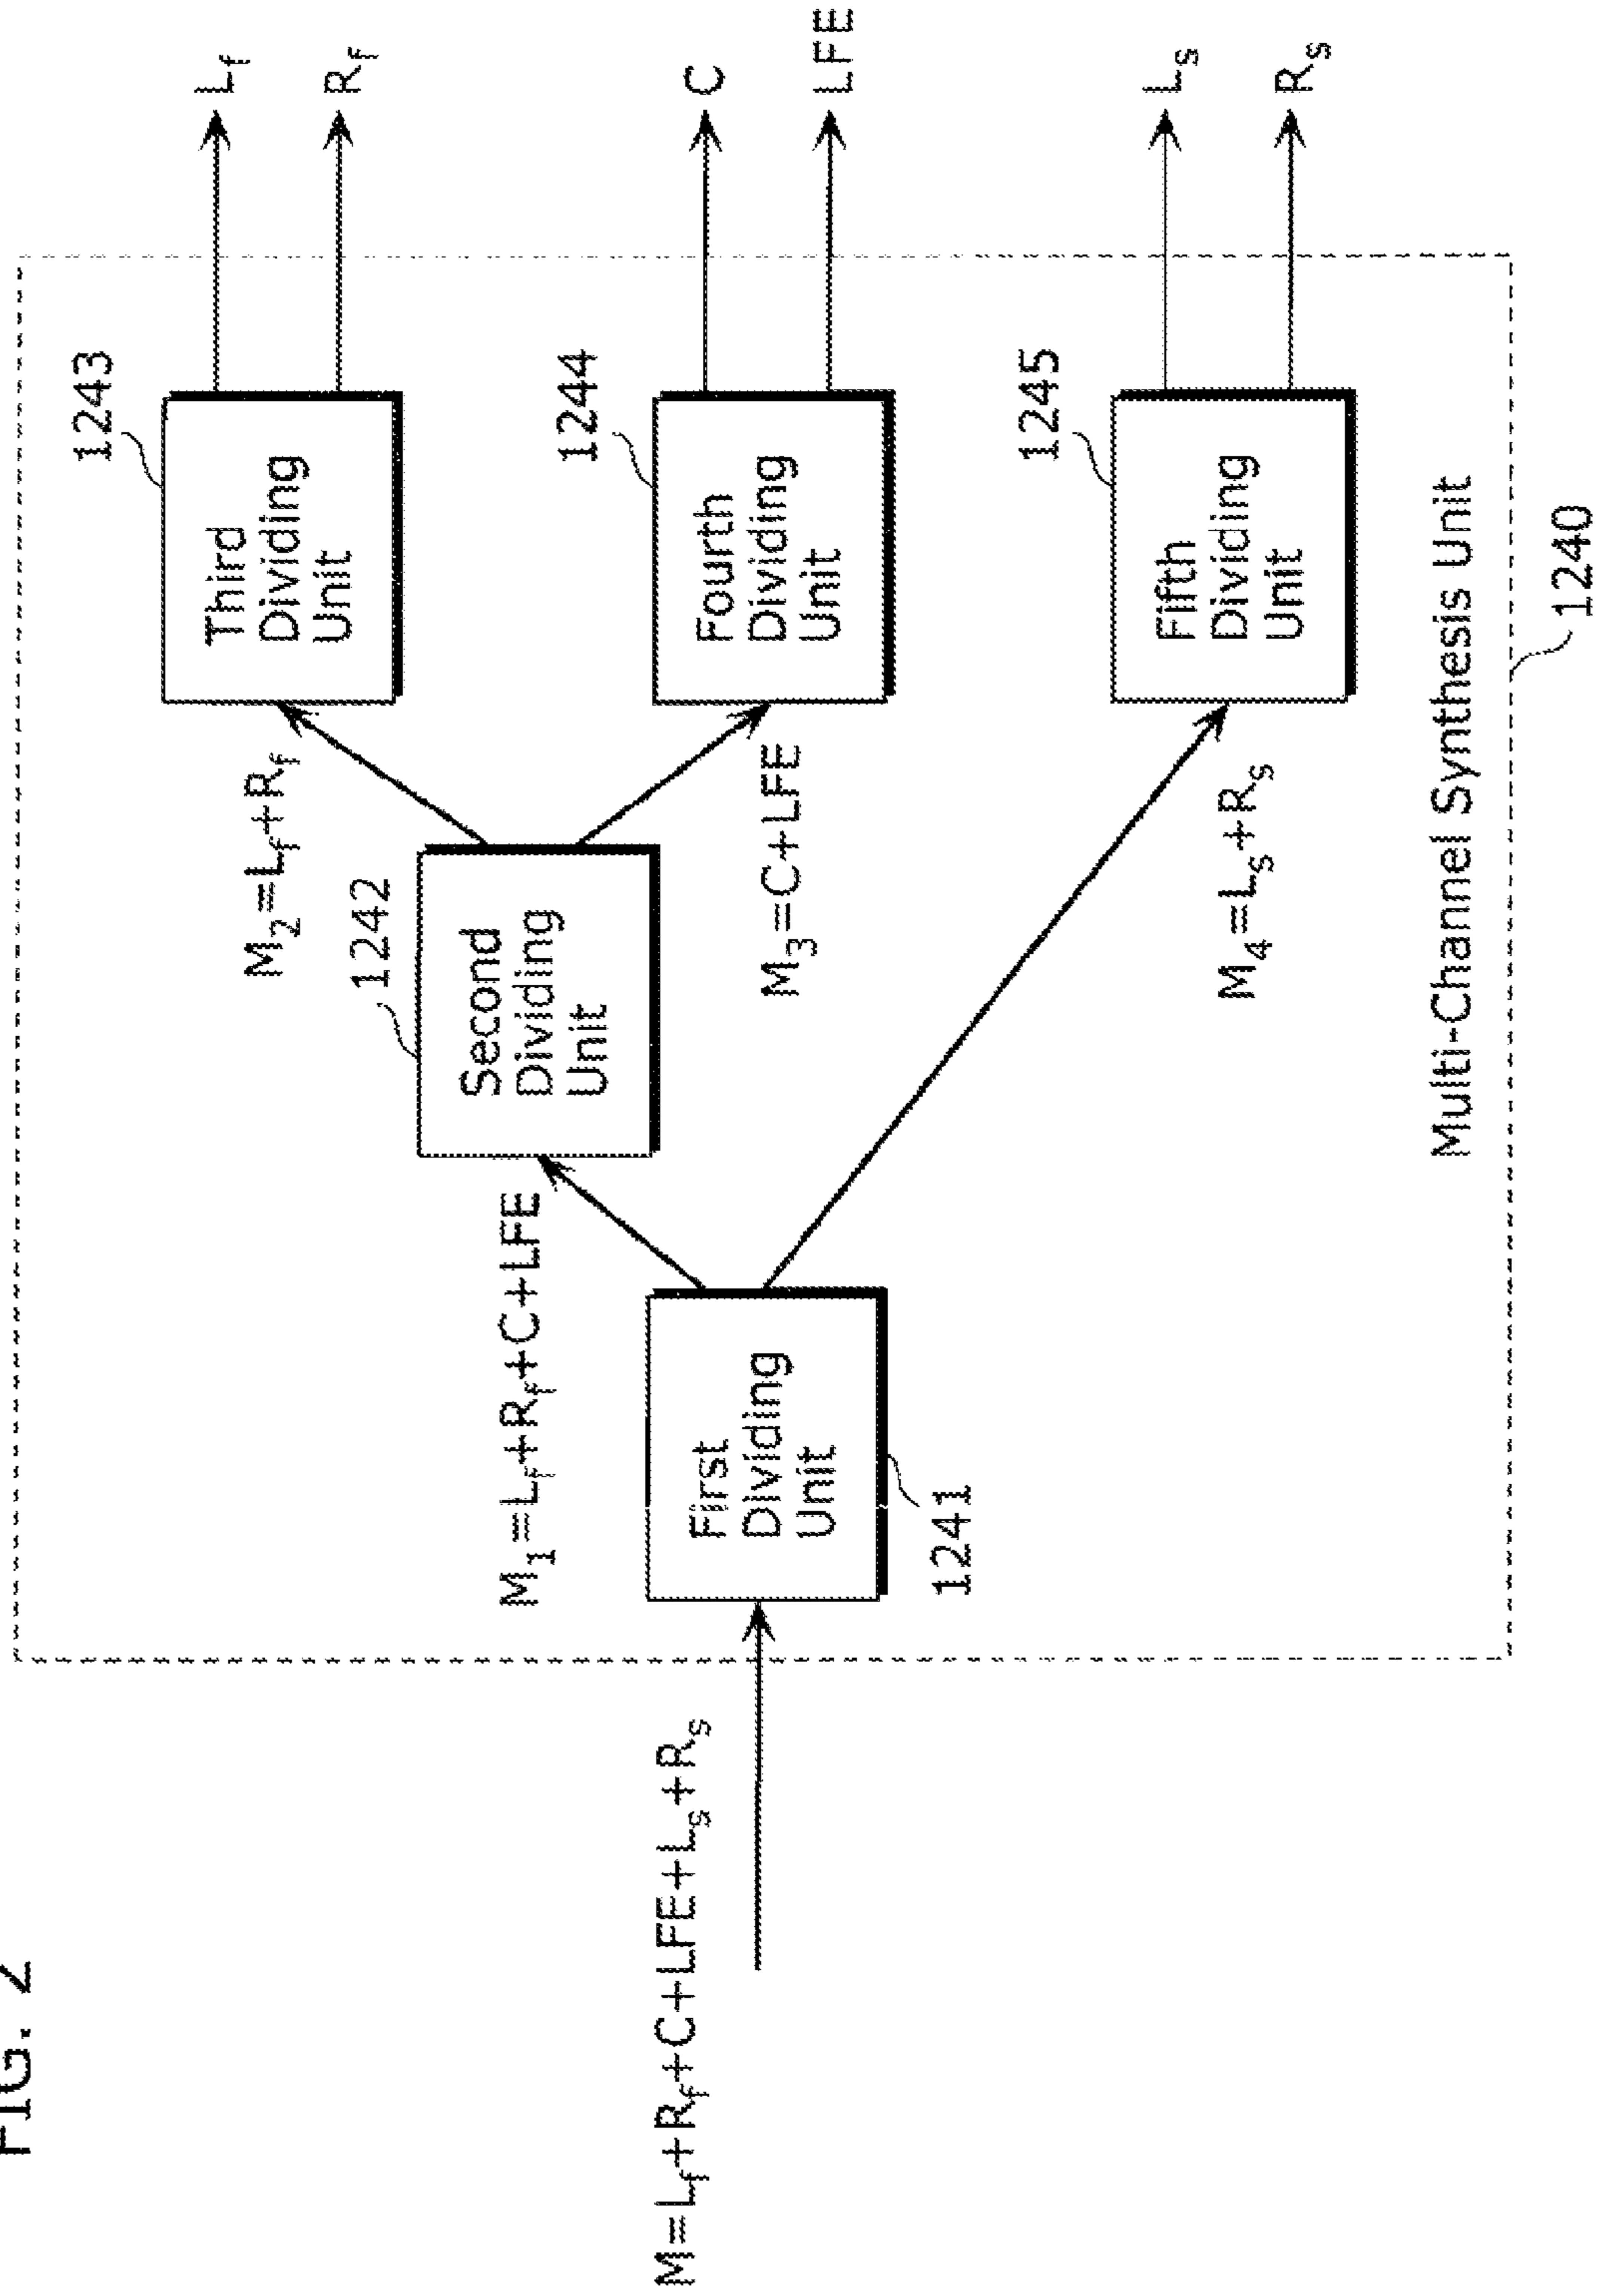 FIG. 2
M=Lf+Rf+C+LFE+Ls+Rs
First
Dividing
Unit
1241
M1=Lf+Rf+C+LFE
Second
Dividing
Unit
1242
M2=Lf+Rf
M3=C+LFE
M4=Ls+Rs
Third
Dividing
Unit
1243
Fourth
Dividing
Unit
1244
Fifth
Dividing
Unit
1245
Lf
Rf
C
LFE
Ls
Rs
Multi-Channel Synthesis Unit
1240